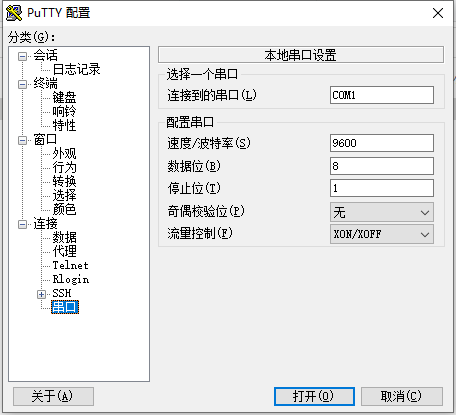 PuTTY 配置
分类(G):
会话
日志记录
终端
键盘
响铃
特性
窗口
外观
行为
转换
选择
颜色
连接
数据
代理
Telnet
Rlogin
SSH
串口
本地串口设置
选择一个串口
连接到的串口(L) COM1
配置串口
速度/波特率(S) 9600
数据位(B) 8
停止位(T) 1
奇偶校验位(P) 无
流量控制(F) XON/XOFF
关于(A) 打开(O) 取消(C)